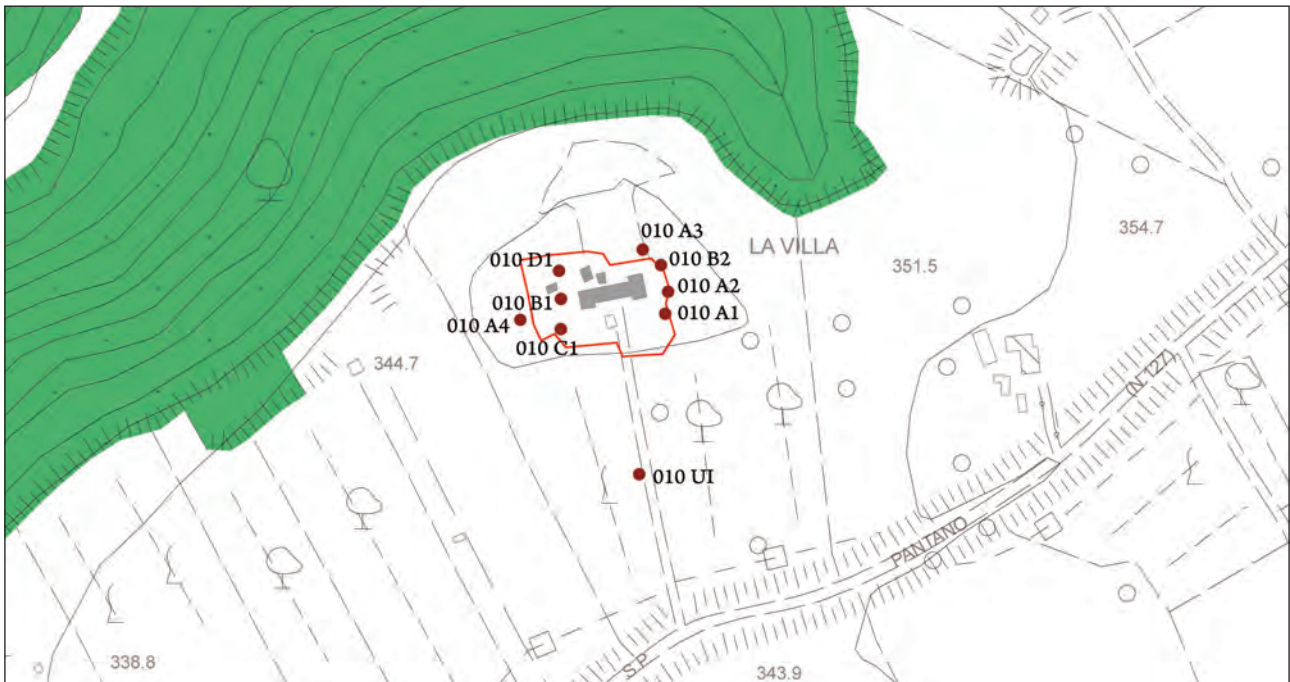 354.7
010 A3
LA VILLA
010 D1
010 B2
351.5
010 A2
010 B1
010 A1
010 A4
010 C1
344.7
(N.127)
010 UI
PANTANO
S.P
338.8
343.9